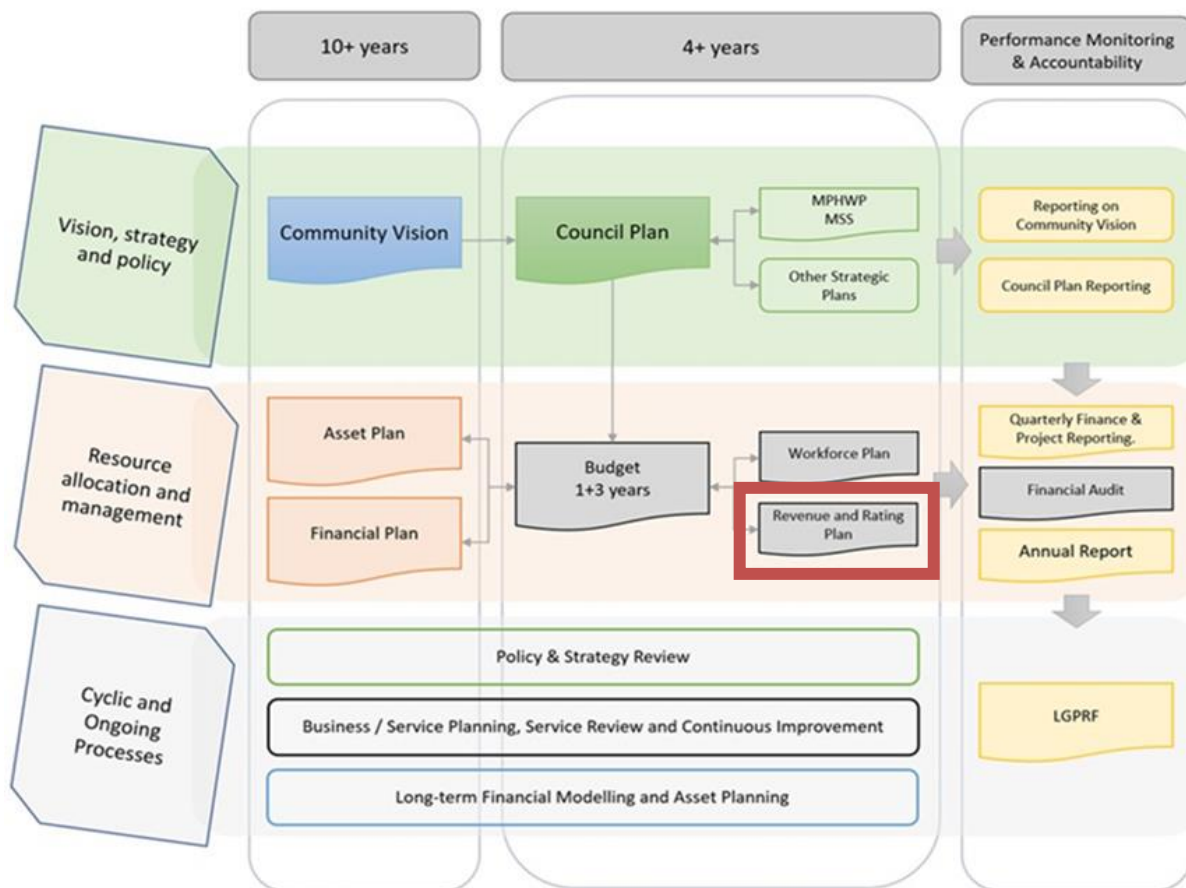 10+ years
4+ years
Performance Monitoring
& Accountability
Vision, strategy
and policy
Community Vision
Council Plan
MPHWP
MSS
Other Strategic
Plans
Reporting on
Community Vision
Council Plan Reporting
Resource
allocation and
management
Asset Plan
Financial Plan
Budget
1+3 years
Workforce Plan
Revenue and Rating
Plan
Quarterly Finance &
Project Reporting.
Financial Audit
Annual Report
Cyclic and
Ongoing
Processes
Policy & Strategy Review
Business / Service Planning, Service Review and Continuous Improvement
Long-term Financial Modelling and Asset Planning
LGPRF